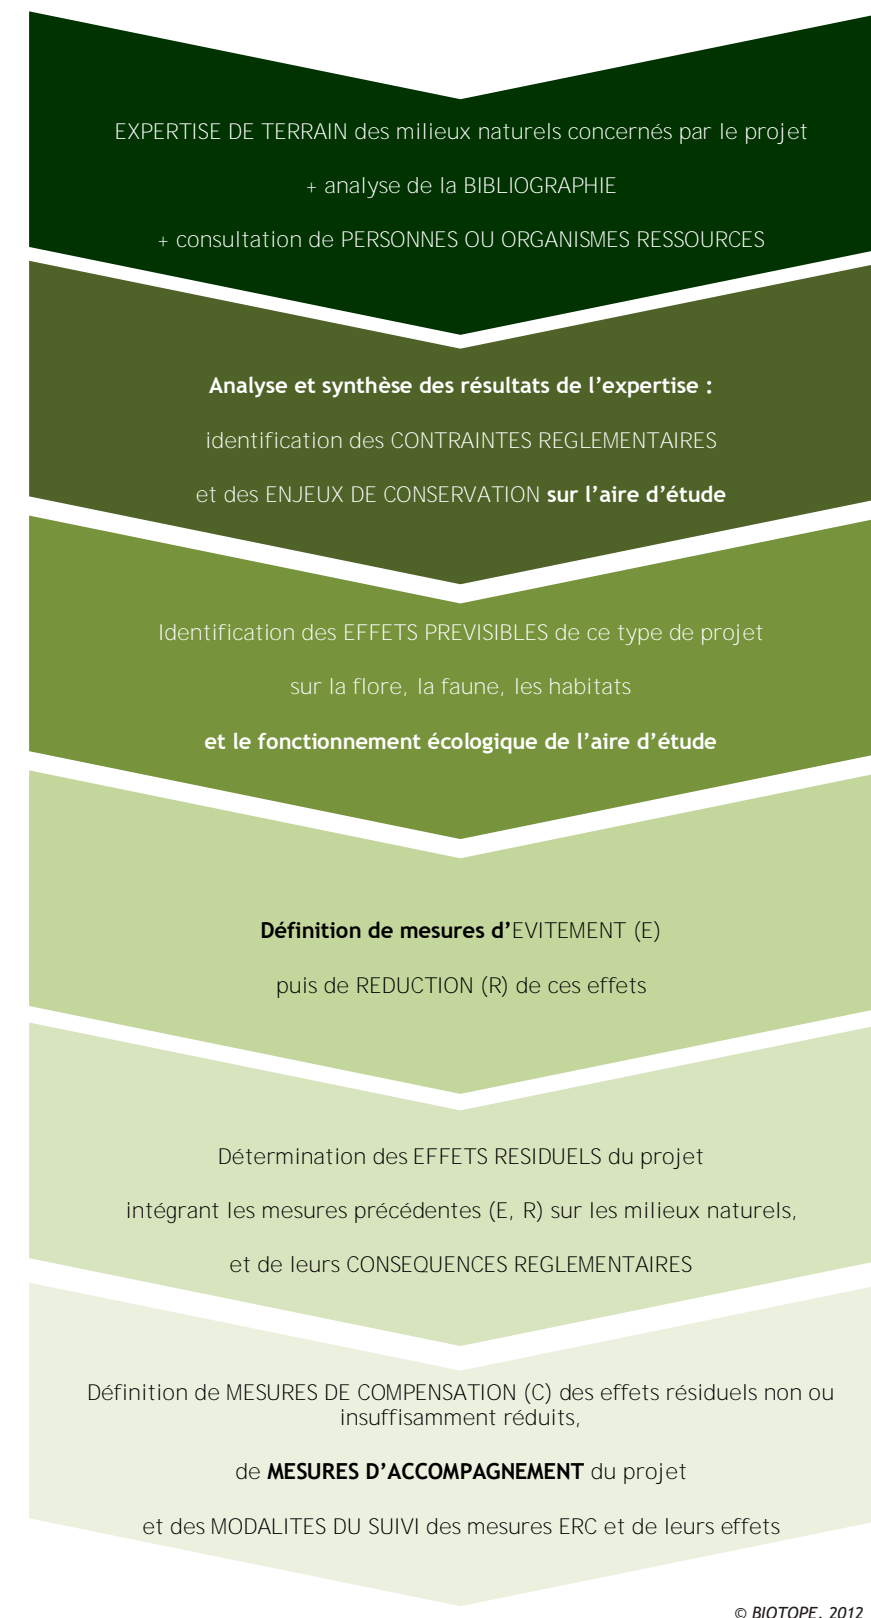 EXPERTISE DE TERRAIN des milieux naturels concernés par le projet
+ analyse de la BIBLIOGRAPHIE
+ consultation de PERSONNES OU ORGANISMES RESSOURCES
Analyse et synthèse des résultats de l’expertise :
identification des CONTRAINTES REGLEMENTAIRES
et des ENJEUX DE CONSERVATION sur l’aire d’étude
Identification des EFFETS PREVISIBLES de ce type de projet
sur la flore, la faune, les habitats
et le fonctionnement écologique de l’aire d’étude
Définition de mesures d’EVITEMENT (E)
puis de REDUCTION (R) de ces effets
Détermination des EFFETS RESIDUELS du projet
intégrant les mesures précédentes (E, R) sur les milieux naturels,
et de leurs CONSEQUENCES REGLEMENTAIRES
Définition de MESURES DE COMPENSATION (C) des effets résiduels non ou
insuffisamment réduits,
de MESURES D’ACCOMPAGNEMENT du projet
et des MODALITES DU SUIVI des mesures ERC et de leurs effets
© BIOTOPE, 2012